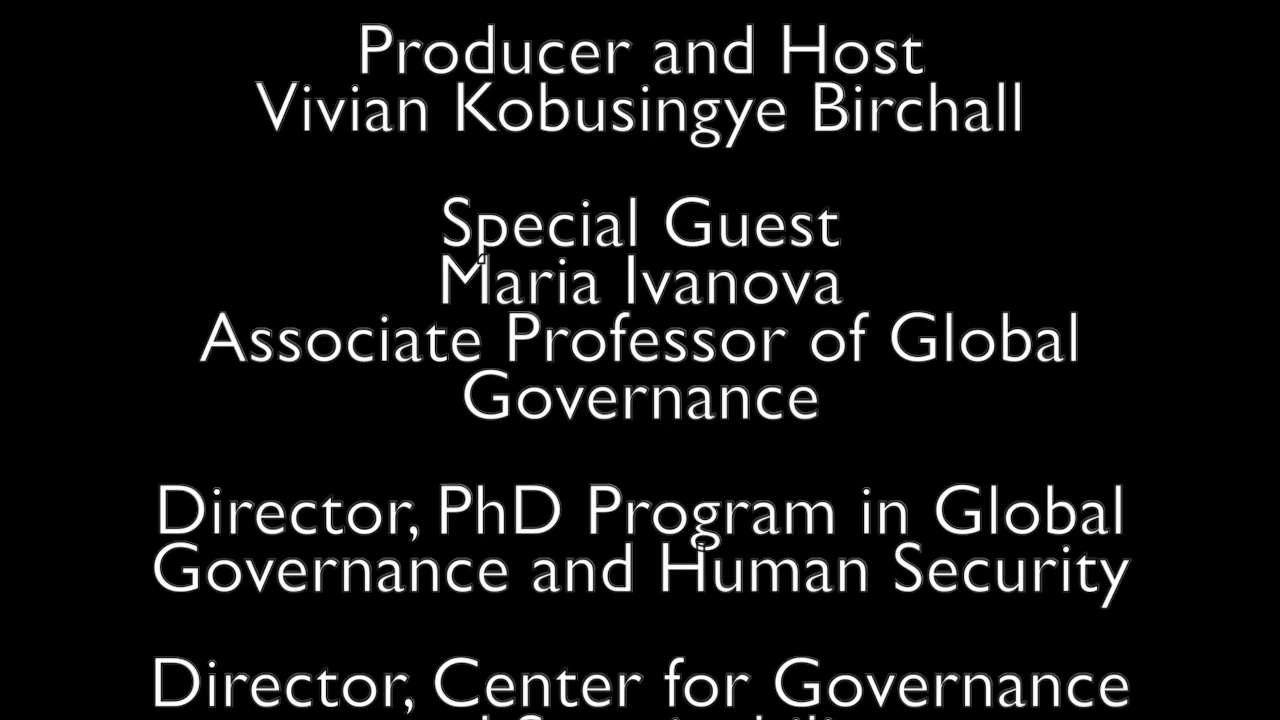 Producer and Host
Vivian Kobusingye Birchall
Special Guest
Maria Ivanova
Associate Professor of Global
Governance
Director, PhD Program in Global
Governance and Human Security
Director, Center for Governance